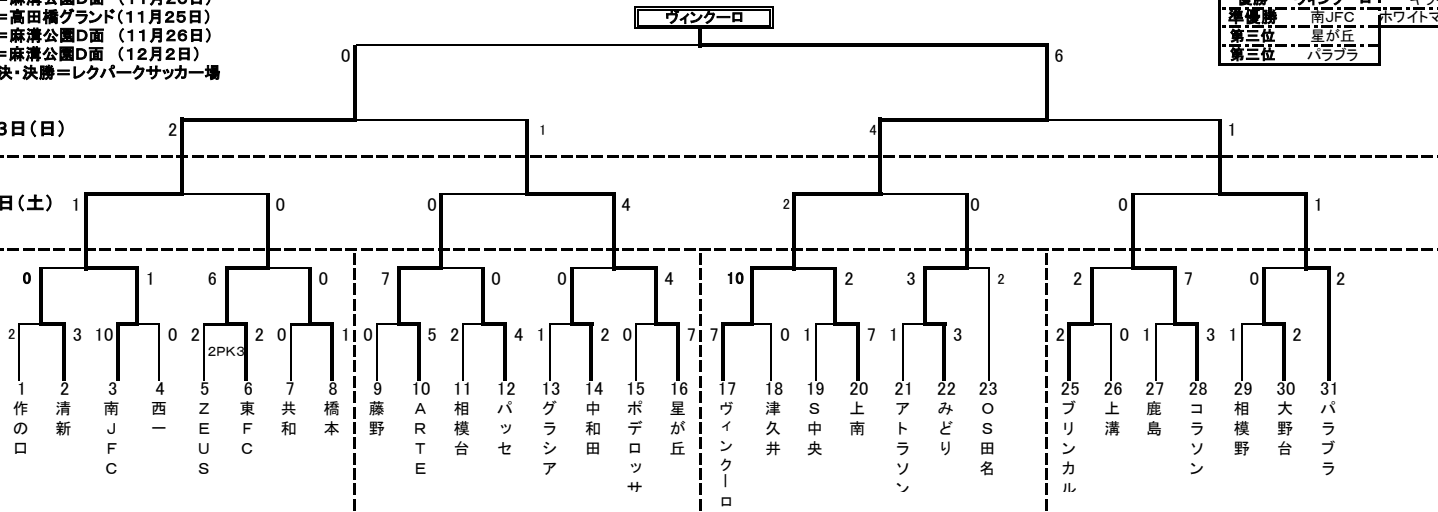 =麻溝公園D面
=高田橋グランド(11月25日)
=麻溝公園D面 (11月26日)
=麻溝公園D面 (12月2日)
決・決勝=レクパークサッカー場
ヴィンクーロ
準優勝 南JFC ホワイトマ
第三位 星が丘
第三位 パラブラ
0 6
3日(日) 2 1 4 1
日(土) 1 0 0 4 2 0 0 1
0 1 6 0 7 0 0 4 10 2 3 2 2 7 0 2
2 3 10 0 2 2 0 1 0 5 2 4 1 2 0 7 7 0 1 7 1 3 2 0 1 3 1 2
2PK3
1 作の口
2 清新
3 南JFC
4 西一
5 ZEUS
6 東FC
7 共和
8 橋本
9 藤野
10 ARTE
11 相模台
12 パッセ
13 グラシア
14 中和田
15 ポデロッサ
16 星が丘
17 ヴィンクーロ
18 津久井
19 S中央
20 上南
21 アトラソン
22 みどり
23 OS田名
25 ブリンカル
26 上溝
27 鹿島
28 コラソン
29 相模野
30 大野台
31 パラブラ